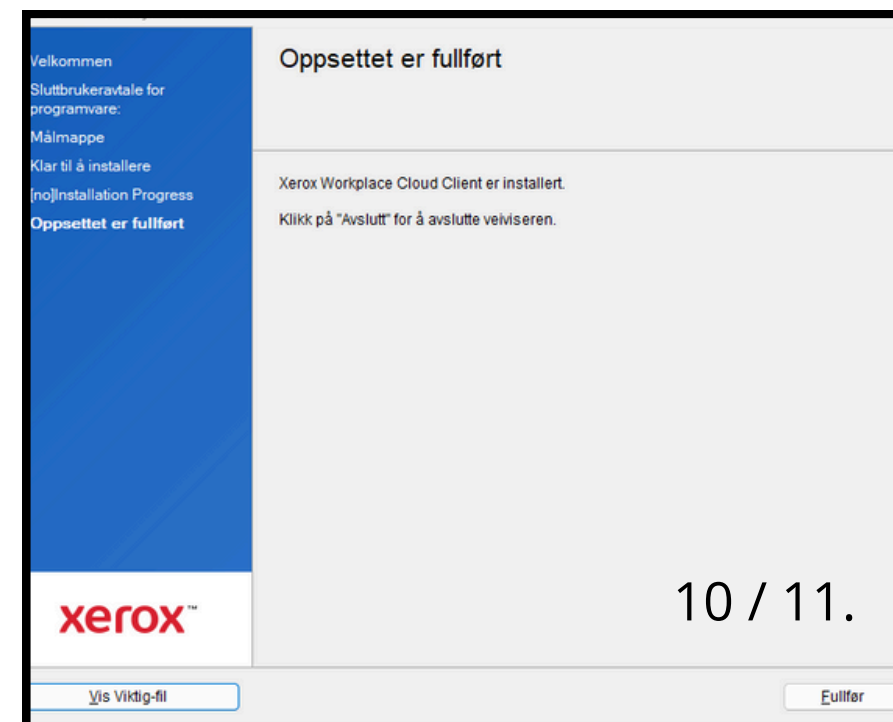 Velkommen
Sluttbrukeravtale for
programvare:
Målmappe
Klar til å installere
[no]Installation Progress
Oppsettet er fullført
Oppsettet er fullført
Xerox Workplace Cloud Client er installert.
Klikk på "Avslutt" for å avslutte veiviseren.
10 / 11.
xerox™
Vis Viktig-fil
Fullfør